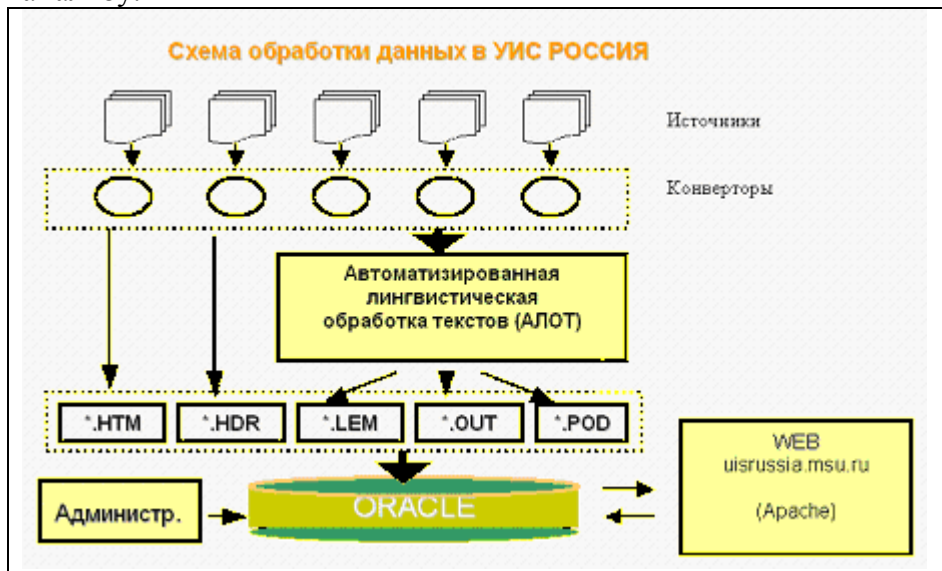 Схема обработки данных в УИС РОССИЯ
Источники
Конверторы
Автоматизированная
лингвистическая
обработка текстов (АЛОТ)
*.HTM
*.HDR
*.LEM
*.OUT
*.POD
WEB
uisrussia.msu.ru
(Apache)
Администр.
ORACLE